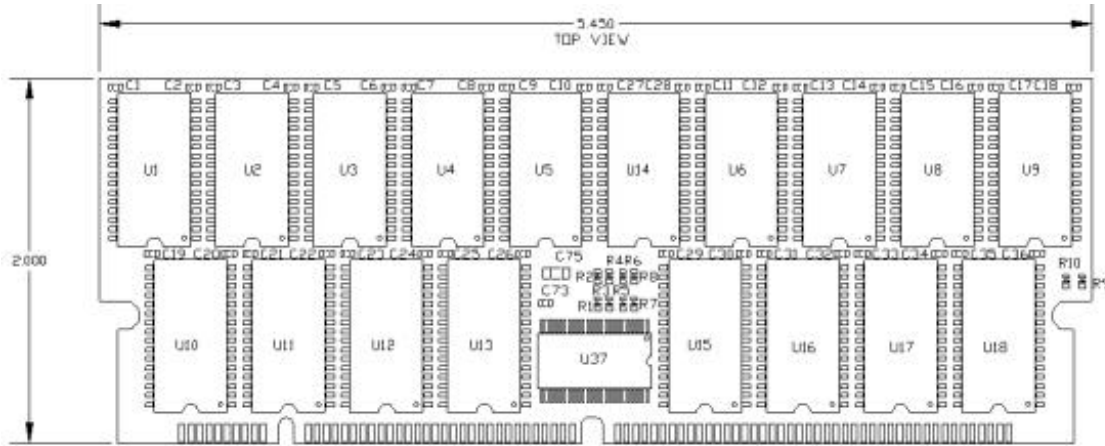 5.450
TOP VIEW
C1 C2 C3 C4 C5 C6 C7 C8 C9 C10 C27 C28 C11 C12 C13 C14 C15 C16 C17 C18
U1 U2 U3 U4 U5 U14 U6 U7 U8 U9
2.000
C19 C20 C21 C22 C23 C24 C25 C26 C75 C29 C30 C31 C32 C33 C34 C35 C36
R4 R6 R10
R2 R8
C73 R3 R5
R1 R7
U10 U11 U12 U13 U37 U15 U16 U17 U18